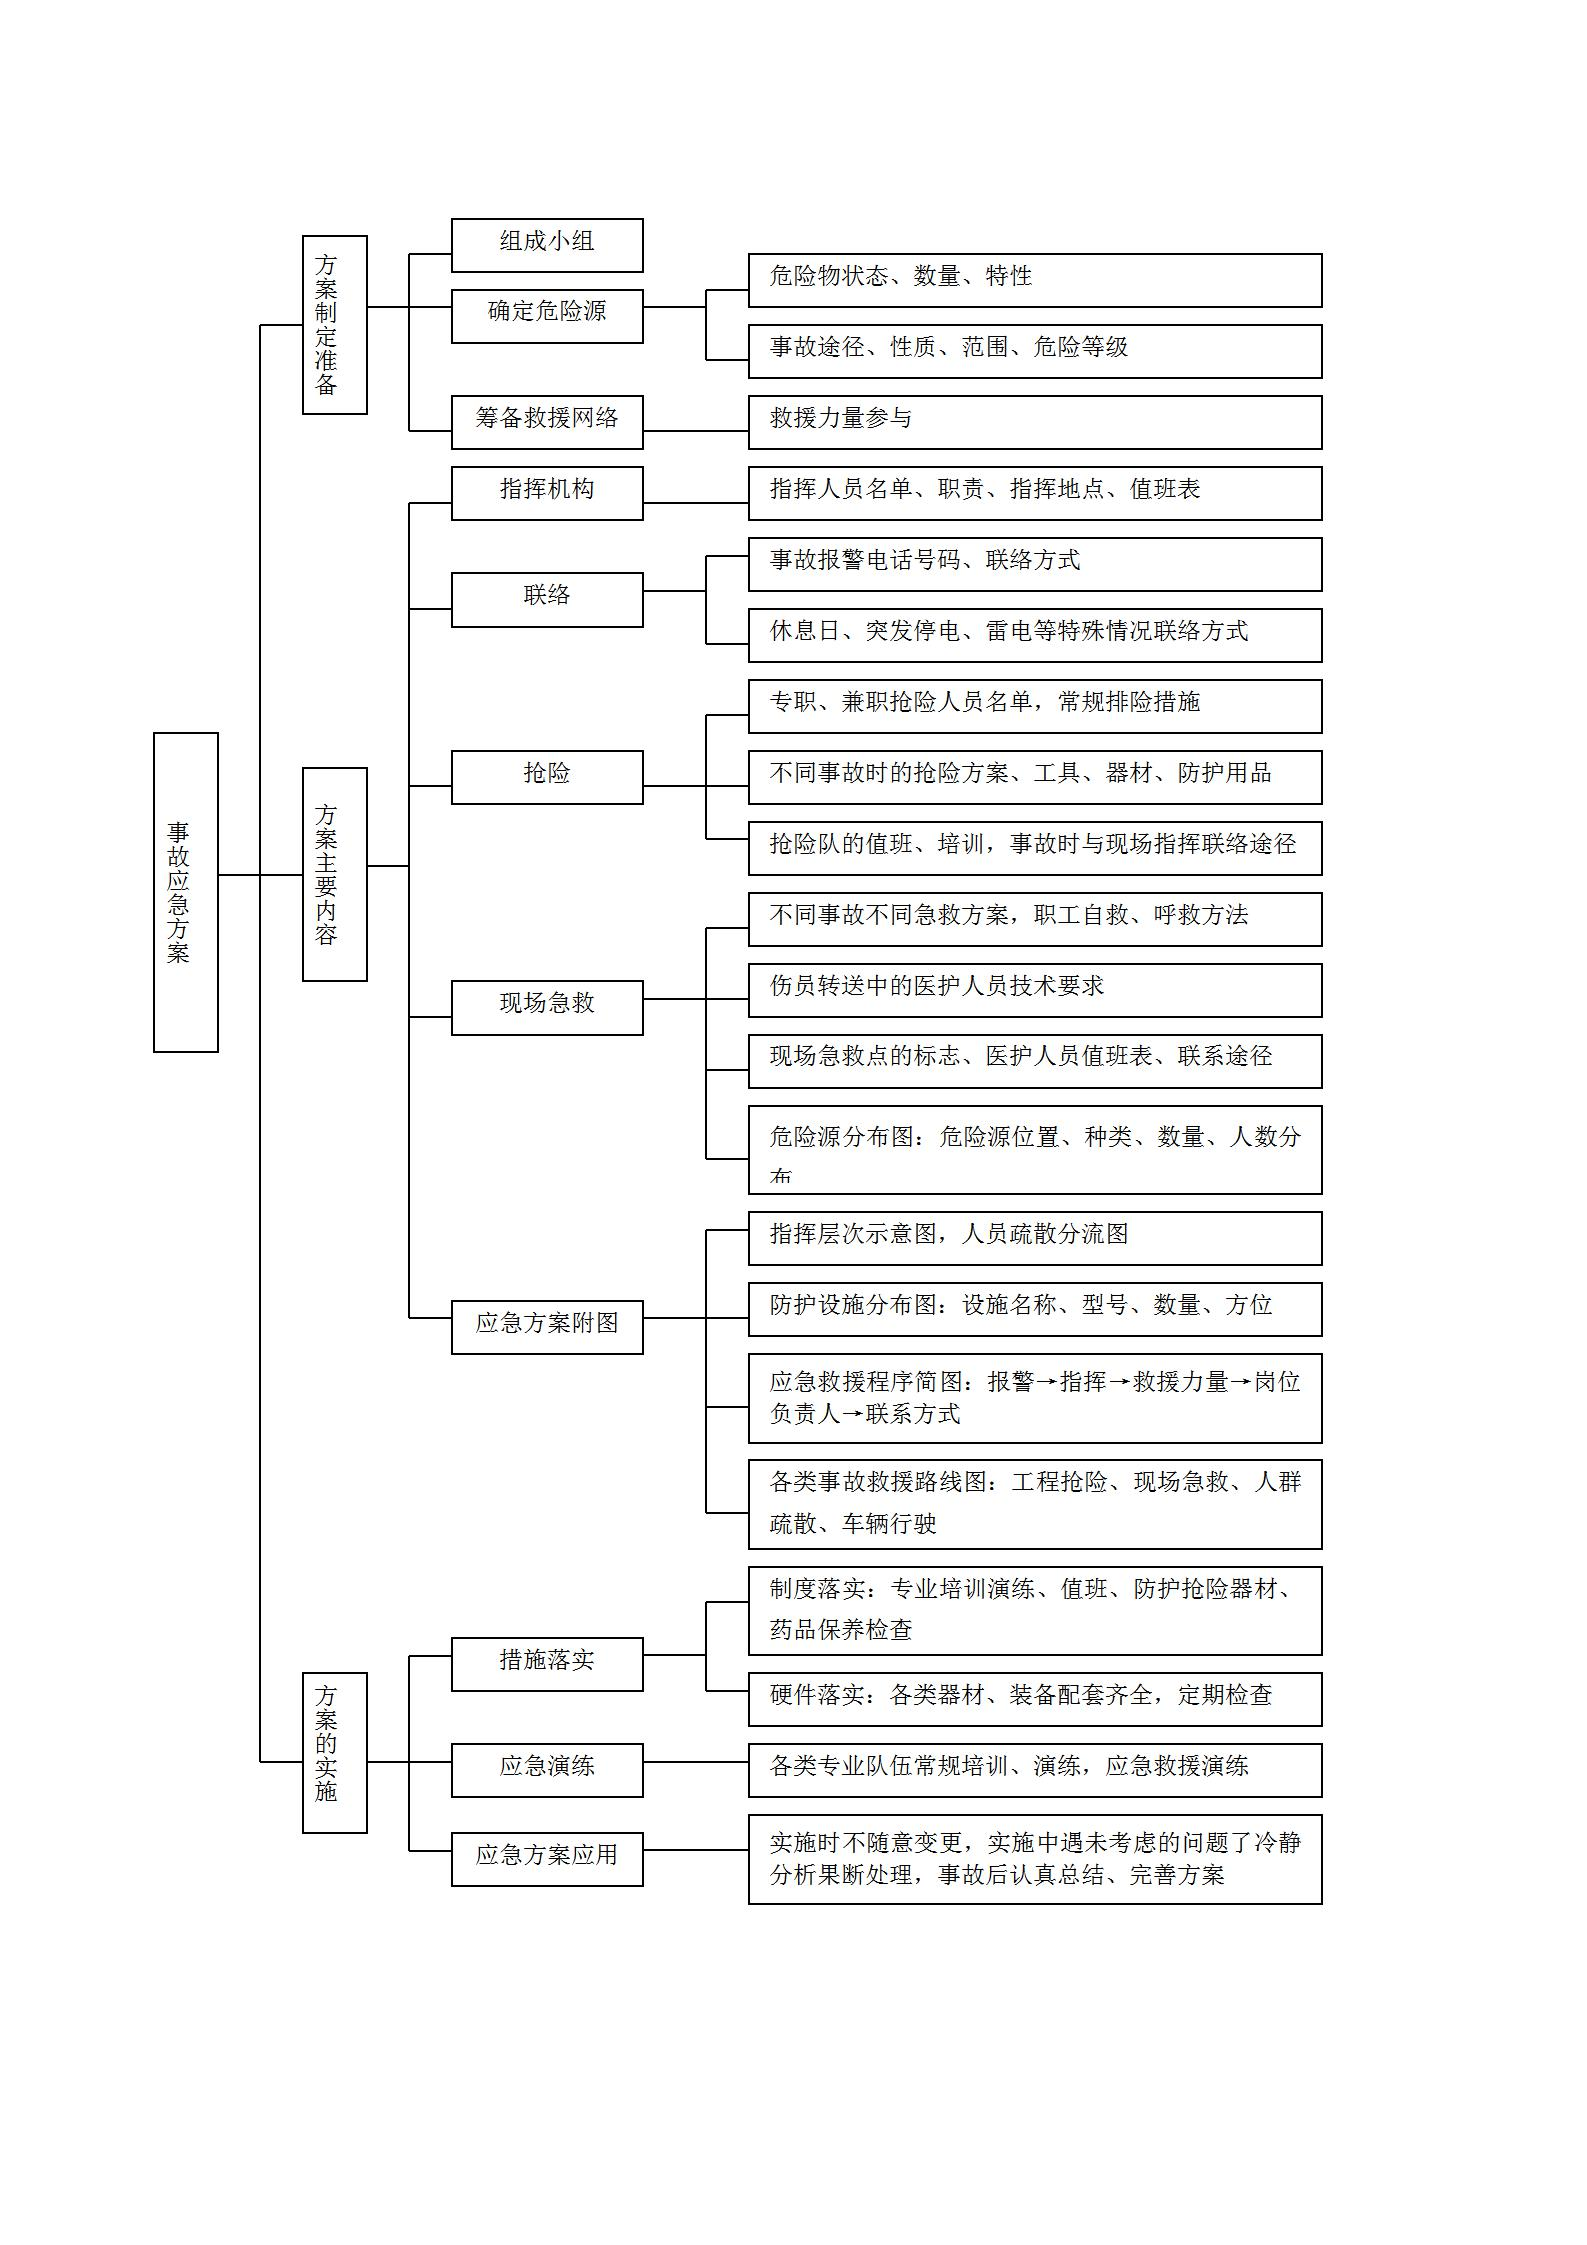 事故应急方案
方案制定准备
组成小组
确定危险源
危险物状态、数量、特性
事故途径、性质、范围、危险等级
筹备救援网络
救援力量参与
方案主要内容
指挥机构
指挥人员名单、职责、指挥地点、值班表
联络
事故报警电话号码、联络方式
休息日、突发停电、雷电等特殊情况联络方式
抢险
专职、兼职抢险人员名单，常规排险措施
不同事故时的抢险方案、工具、器材、防护用品
抢险队的值班、培训，事故时与现场指挥联络途径
现场急救
不同事故不同急救方案，职工自救、呼救方法
伤员转送中的医护人员技术要求
现场急救点的标志、医护人员值班表、联系途径
危险源分布图：危险源位置、种类、数量、人数分
布
应急方案附图
指挥层次示意图，人员疏散分流图
防护设施分布图：设施名称、型号、数量、方位
应急救援程序简图：报警→指挥→救援力量→岗位
负责人→联系方式
各类事故救援路线图：工程抢险、现场急救、人群
疏散、车辆行驶
方案的实施
措施落实
制度落实：专业培训演练、值班、防护抢险器材、
药品保养检查
硬件落实：各类器材、装备配套齐全，定期检查
应急演练
各类专业队伍常规培训、演练，应急救援演练
应急方案应用
实施时不随意变更，实施中遇未考虑的问题了冷静
分析果断处理，事故后认真总结、完善方案